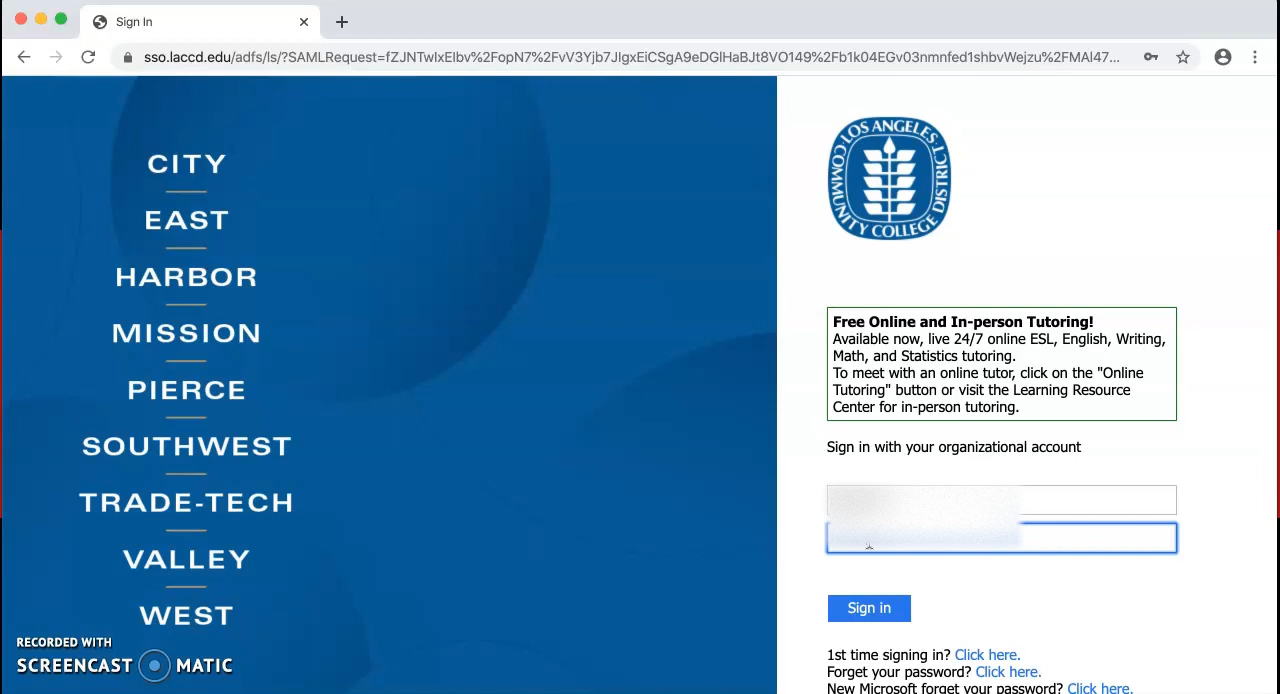 Sign In
sso.laccd.edu/adfs/ls/?SAMLRequest=fZJNTwIxEIbv%2FopN7%2FvV3Yjb7JIgxEiCSgA9eDGlHaBJt8VO149%2Fb1k04EGv03nmnfed1shbvWejzu%2FMAl47...
CITY
EAST
HARBOR
MISSION
PIERCE
SOUTHWEST
TRADE-TECH
VALLEY
WEST
RECORDED WITH
SCREENCAST MATIC
LOS ANGELES
COMMUNITY COLLEGE DISTRICT
Free Online and In-person Tutoring!
Available now, live 24/7 online ESL, English, Writing,
Math, and Statistics tutoring.
To meet with an online tutor, click on the "Online
Tutoring" button or visit the Learning Resource
Center for in-person tutoring.
Sign in with your organizational account
Sign in
1st time signing in? Click here.
Forget your password? Click here.
New Microsoft forget your password? Click here.